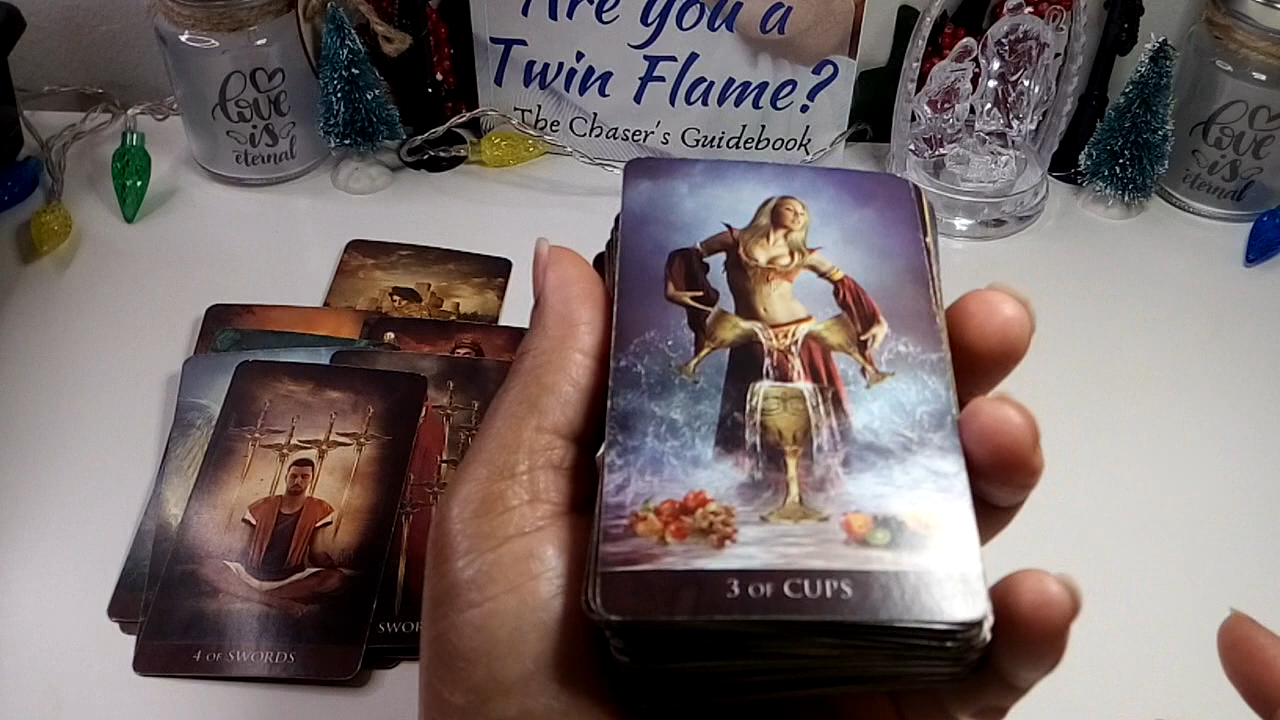 Are you a
Twin Flame?
The Chaser's Guidebook
love
is
eternal
love
is
eternal
3 OF CUPS
4 OF SWORDS
SWOR